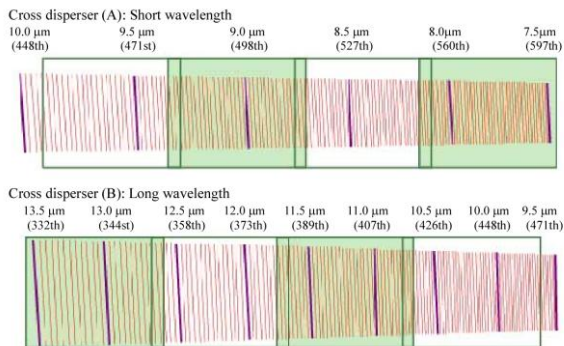 Cross disperser (A): Short wavelength
10.0 μm 9.5 μm 9.0 μm 8.5 μm 8.0μm 7.5μm
(448th) (471st) (498th) (527th) (560th) (597th)
Cross disperser (B): Long wavelength
13.5 μm 13.0 μm 12.5 μm 12.0 μm 11.5 μm 11.0 μm 10.5 μm 10.0 μm 9.5 μm
(332th) (344st) (358th) (373th) (389th) (407th) (426th) (448th) (471th)